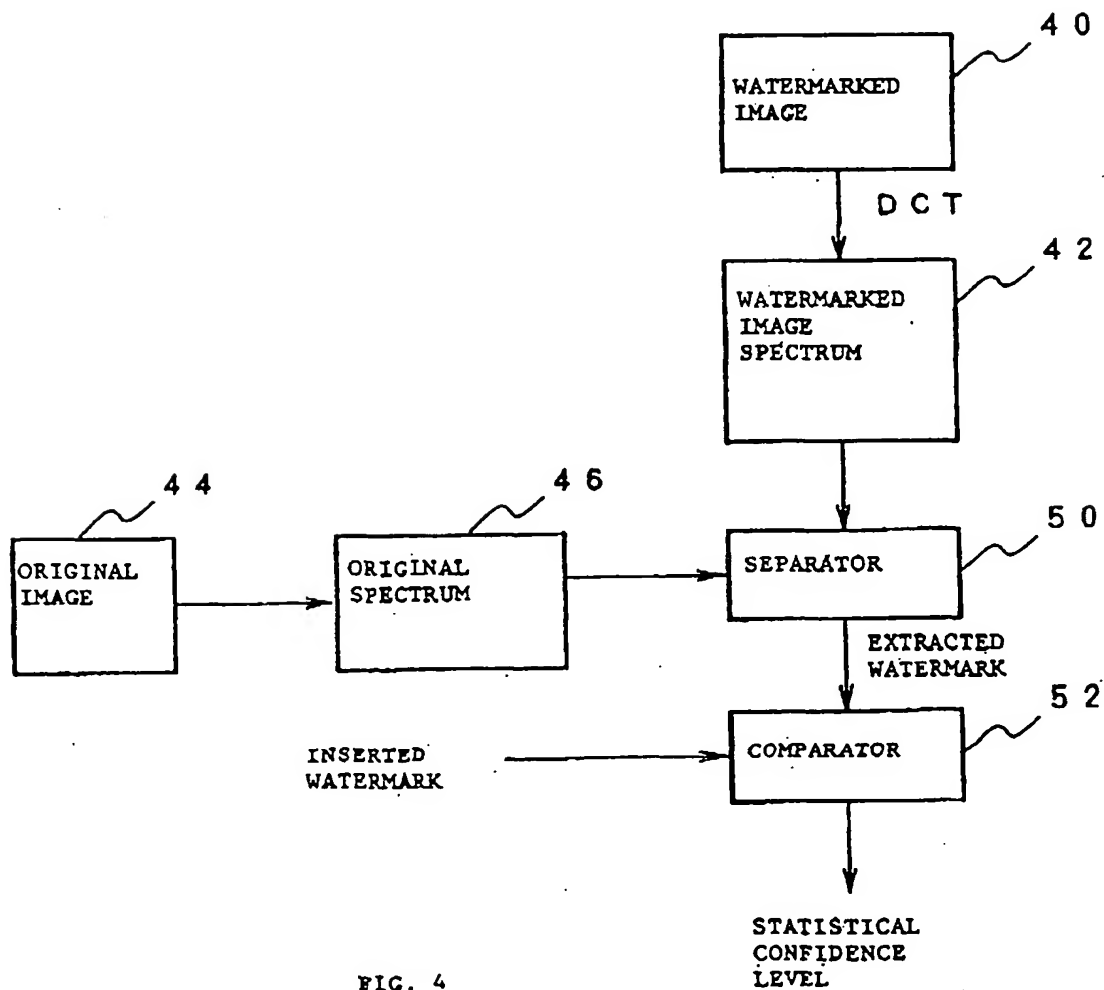 40
WATERMARKED
IMAGE
DCT
42
WATERMARKED
IMAGE
SPECTRUM
44
46
50
ORIGINAL
IMAGE
ORIGINAL
SPECTRUM
SEPARATOR
EXTRACTED
WATERMARK
52
INSERTED
WATERMARK
COMPARATOR
STATISTICAL
CONFIDENCE
LEVEL
FIG. 4